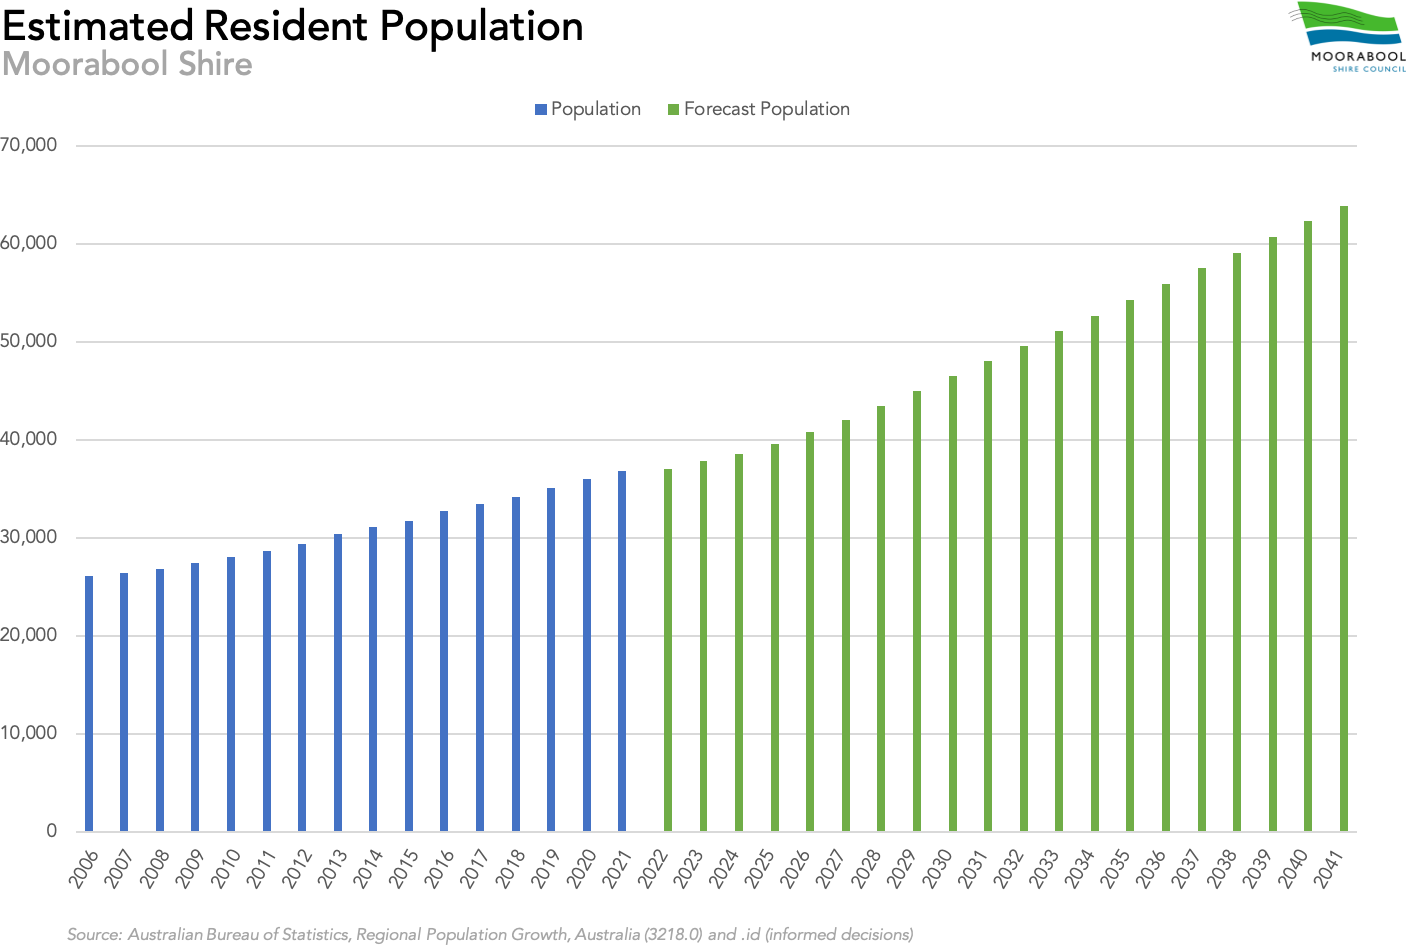 Estimated Resident Population
Moorabool Shire
MOORABOOL
SHIRE COUNCIL
Population Forecast Population
70,000
60,000
50,000
40,000
30,000
20,000
10,000
0
2006 2007 2008 2009 2010 2011 2012 2013 2014 2015 2016 2017 2018 2019 2020 2021 2022 2023 2024 2025 2026 2027 2028 2029 2030 2031 2032 2033 2034 2035 2036 2037 2038 2039 2040 2041
Source: Australian Bureau of Statistics, Regional Population Growth, Australia (3218.0) and .id (informed decisions)